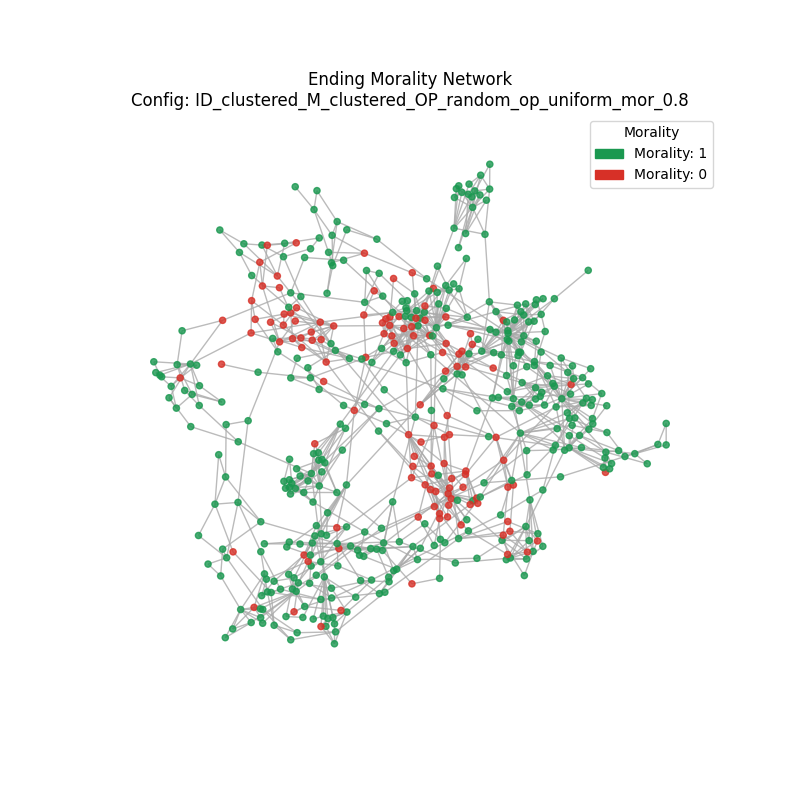 Ending Morality Network
Config: ID_clustered_M_clustered_OP_random_op_uniform_mor_0.8
Morality
Morality: 1
Morality: 0